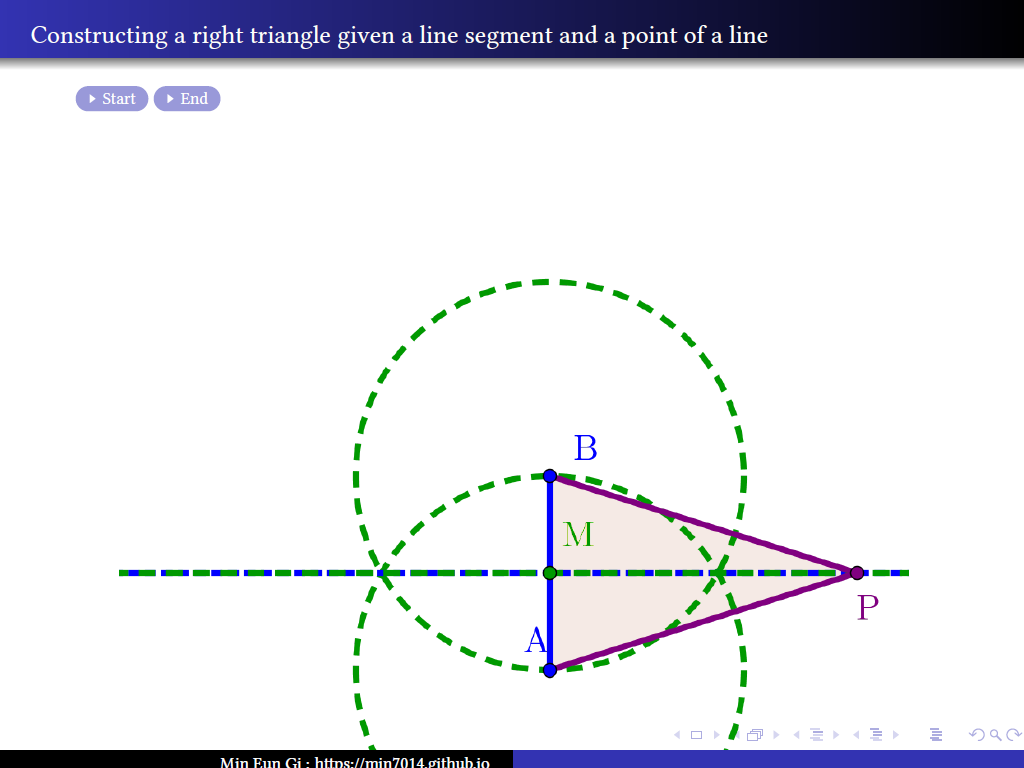 Constructing a right triangle given a line segment and a point of a line
Start End
B
M
A
P
Min Eun Gi : https://min7014.github.io